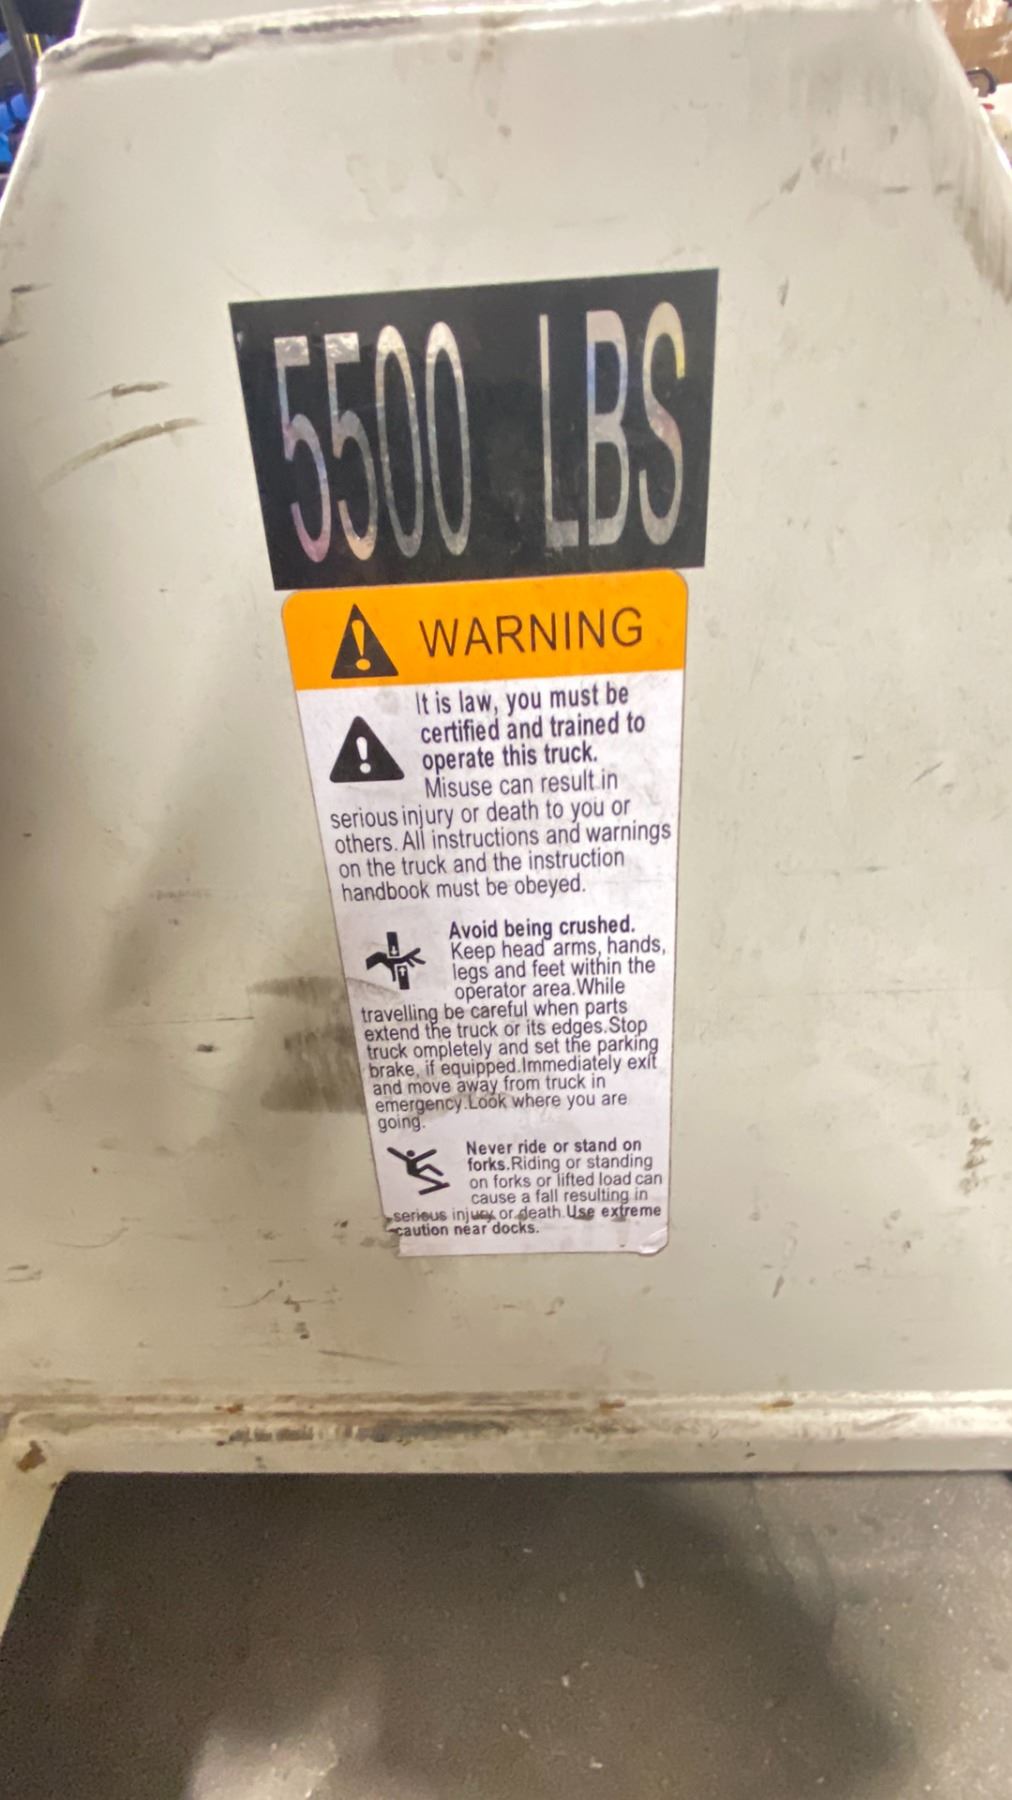 5500 LBS
WARNING
It is law, you must be
certified and trained to
operate this truck.
Misuse can result in
serious injury or death to you or
others. All instructions and warnings
on the truck and the instruction
handbook must be obeyed.
Avoid being crushed.
Keep head arms, hands,
legs and feet within the
operator area.While
travelling be careful when parts
extend the truck or its edges.Stop
truck ompletely and set the parking
brake, if equipped.Immediately exit
and move away from truck in
emergency.Look where you are
going.
Never ride or stand on
forks.Riding or standing
on forks or lifted load can
cause a fall resulting in
serious injury or death.Use extreme
caution near docks.